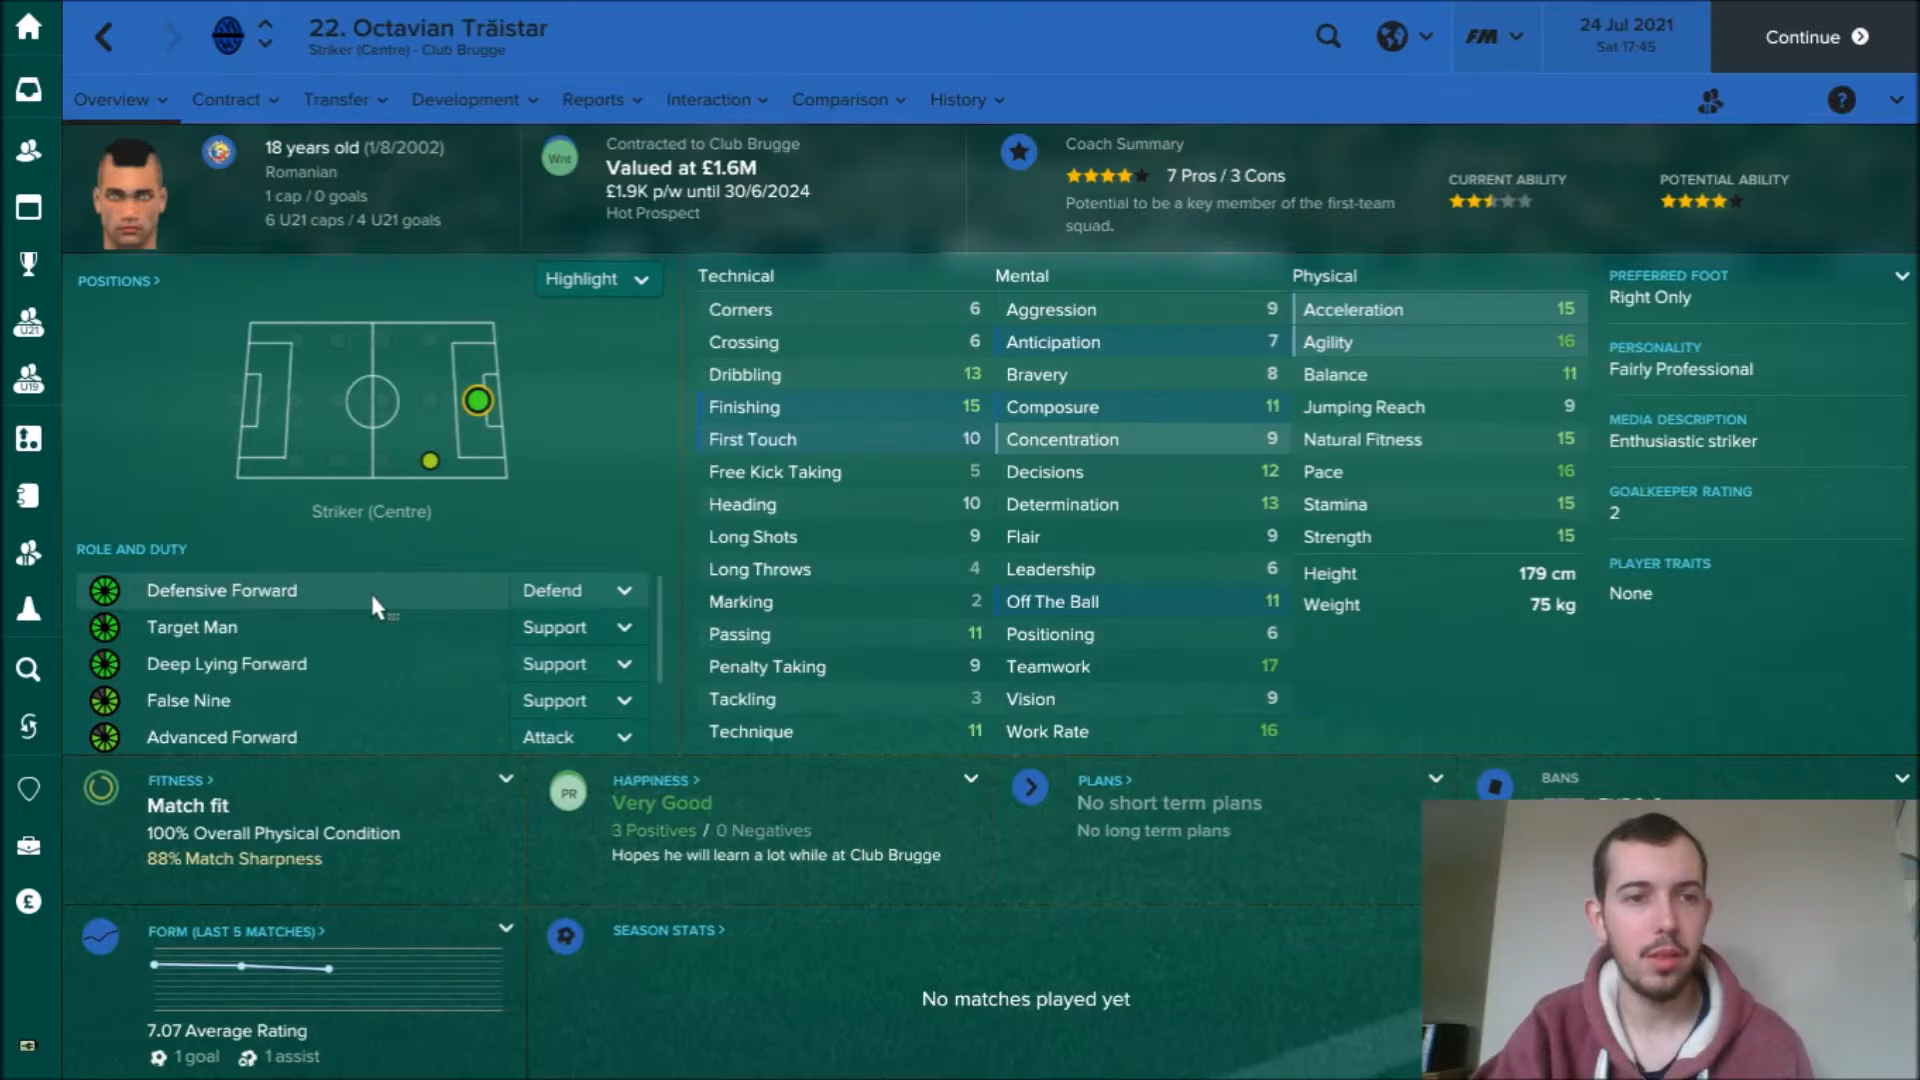 22. Octavian Trăistar
Striker (Centre) - Club Brugge
FM
24 Jul 2021
Sat 17:45
Continue
Overview
Contract
Transfer
Development
Reports
Interaction
Comparison
History
?
18 years old (1/8/2002)
Romanian
1 cap / 0 goals
6 U21 caps / 4 U21 goals
Wnt
Contracted to Club Brugge
Valued at £1.6M
£1.9K p/w until 30/6/2024
Hot Prospect
Coach Summary
7 Pros / 3 Cons
Potential to be a key member of the first-team
squad.
CURRENT ABILITY
POTENTIAL ABILITY
U21
U19
£
POSITIONS >
Highlight
Striker (Centre)
ROLE AND DUTY
Defensive Forward Defend
Target Man Support
Deep Lying Forward Support
False Nine Support
Advanced Forward Attack
Technical
Corners 6
Crossing 6
Dribbling 13
Finishing 15
First Touch 10
Free Kick Taking 5
Heading 10
Long Shots 9
Long Throws 4
Marking 2
Passing 11
Penalty Taking 9
Tackling 3
Technique 11
Mental
Aggression 9
Anticipation 7
Bravery 8
Composure 11
Concentration 9
Decisions 12
Determination 13
Flair 9
Leadership 6
Off The Ball 11
Positioning 6
Teamwork 17
Vision 9
Work Rate 16
Physical
Acceleration 15
Agility 16
Balance 11
Jumping Reach 9
Natural Fitness 15
Pace 16
Stamina 15
Strength 15
Height 179 cm
Weight 75 kg
PREFERRED FOOT
Right Only
PERSONALITY
Fairly Professional
MEDIA DESCRIPTION
Enthusiastic striker
GOALKEEPER RATING
2
PLAYER TRAITS
None
FITNESS >
Match fit
100% Overall Physical Condition
88% Match Sharpness
PR
HAPPINESS >
Very Good
3 Positives / 0 Negatives
Hopes he will learn a lot while at Club Brugge
PLANS >
No short term plans
No long term plans
BANS
FORM (LAST 5 MATCHES) >
7.07 Average Rating
1 goal 1 assist
SEASON STATS >
No matches played yet